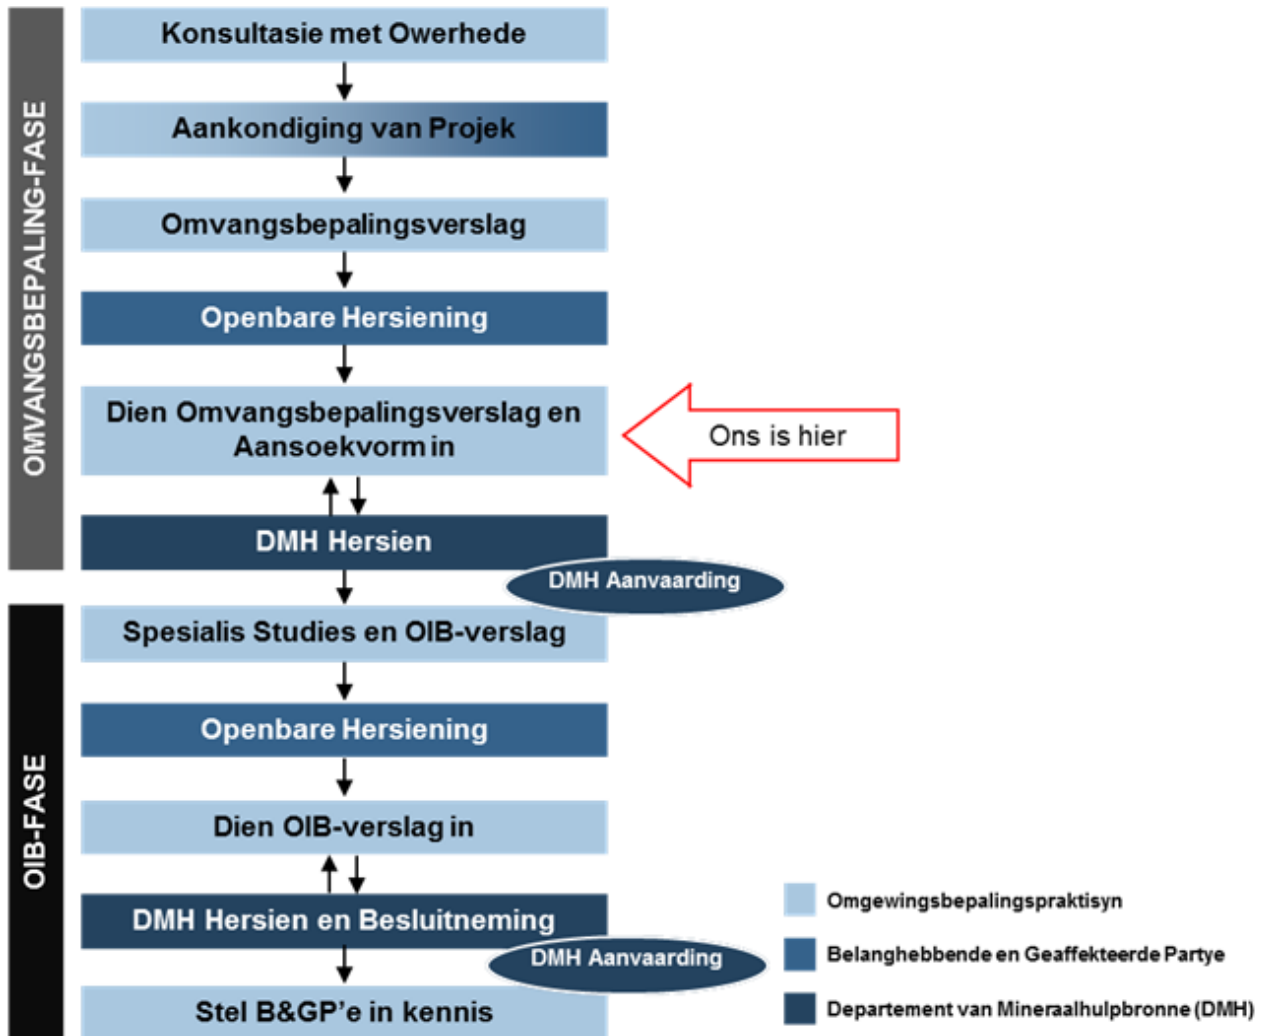 OMVANGSBEPALING-FASE
Konsultasie met Owerhede
Aankondiging van Projek
Omvangsbepalingsverslag
Openbare Hersiening
Dien Omvangsbepalingsverslag en
Aansoekvorm in
Ons is hier
DMH Hersien
DMH Aanvaarding
OIB-FASE
Spesialis Studies en OIB-verslag
Openbare Hersiening
Dien OIB-verslag in
DMH Hersien en Besluitneming
DMH Aanvaarding
Stel B&GP'e in kennis
Omgewingsbepalingspraktisyn
Belanghebbende en Geaffekteerde Partye
Departement van Mineraalhulpbronne (DMH)